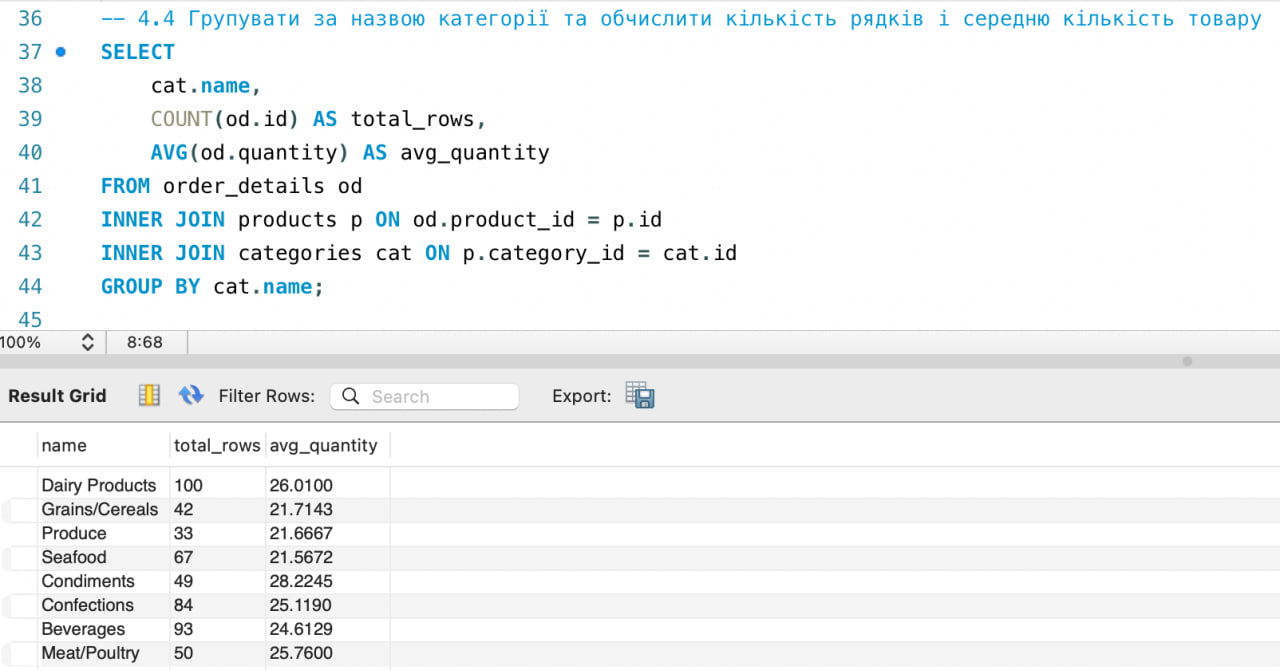 36 -- 4.4 Групувати за назвою категорії та обчислити кількість рядків і середню кількість товару
37 SELECT
38 cat.name,
39 COUNT(od.id) AS total_rows,
40 AVG(od.quantity) AS avg_quantity
41 FROM order_details od
42 INNER JOIN products p ON od.product_id = p.id
43 INNER JOIN categories cat ON p.category_id = cat.id
44 GROUP BY cat.name;
45
100% 8:68
Result Grid Filter Rows: Search Export:
name total_rows avg_quantity
Dairy Products 100 26.0100
Grains/Cereals 42 21.7143
Produce 33 21.6667
Seafood 67 21.5672
Condiments 49 28.2245
Confections 84 25.1190
Beverages 93 24.6129
Meat/Poultry 50 25.7600